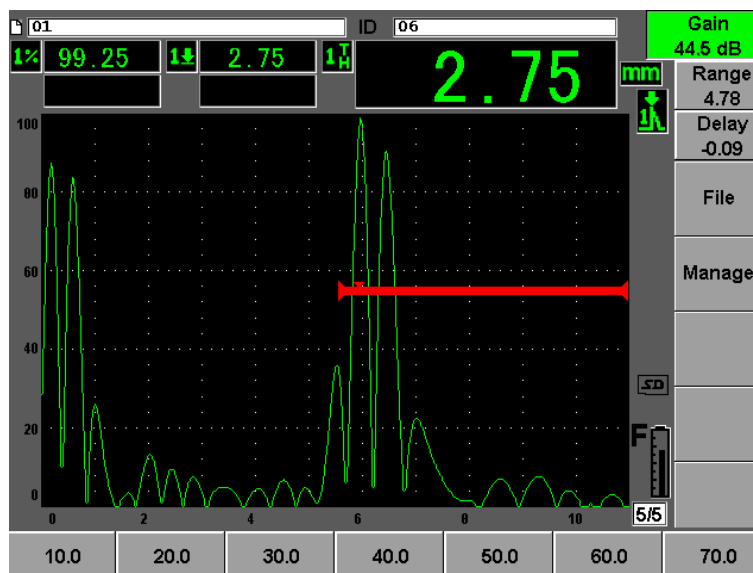 01 ID 06 Gain
44.5 dB
1% 99.25 1 2.75 1TH 2.75 mm Range
4.78
1 Delay
-0.09
100
80 File
60 Manage
40
SD
20 F
0
0 2 4 6 8 10 5/5
10.0 20.0 30.0 40.0 50.0 60.0 70.0